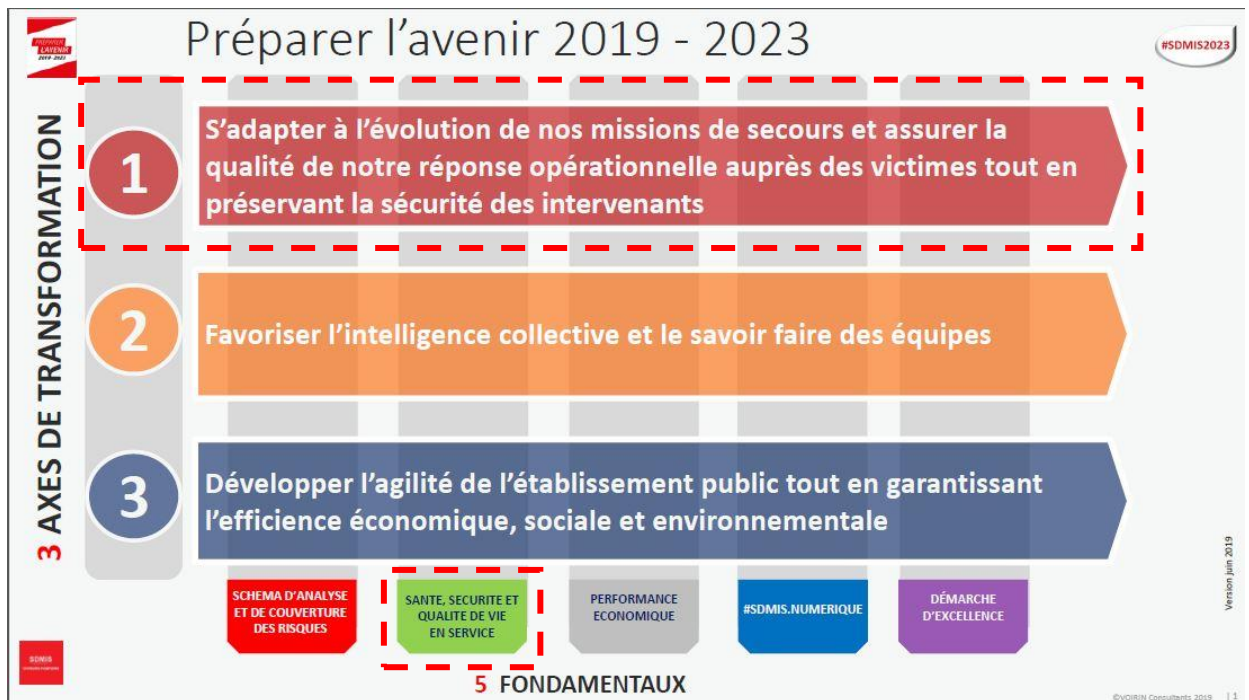 PRÉPARER
L'AVENIR
2019-2023
Préparer l'avenir 2019 - 2023
#SDMIS2023
3 AXES DE TRANSFORMATION
1
S'adapter à l'évolution de nos missions de secours et assurer la
qualité de notre réponse opérationnelle auprès des victimes tout en
préservant la sécurité des intervenants
2
Favoriser l'intelligence collective et le savoir faire des équipes
3
Développer l'agilité de l'établissement public tout en garantissant
l'efficience économique, sociale et environnementale
SCHEMA D'ANALYSE
ET DE COUVERTURE
DES RISQUES
SANTE, SECURITE ET
QUALITE DE VIE
EN SERVICE
PERFORMANCE
ECONOMIQUE
#SDMIS.NUMERIQUE
DÉMARCHE
D'EXCELLENCE
5 FONDAMENTAUX
Version juin 2019
SDMIS
©VOIRIN Consultants 2019 | 1